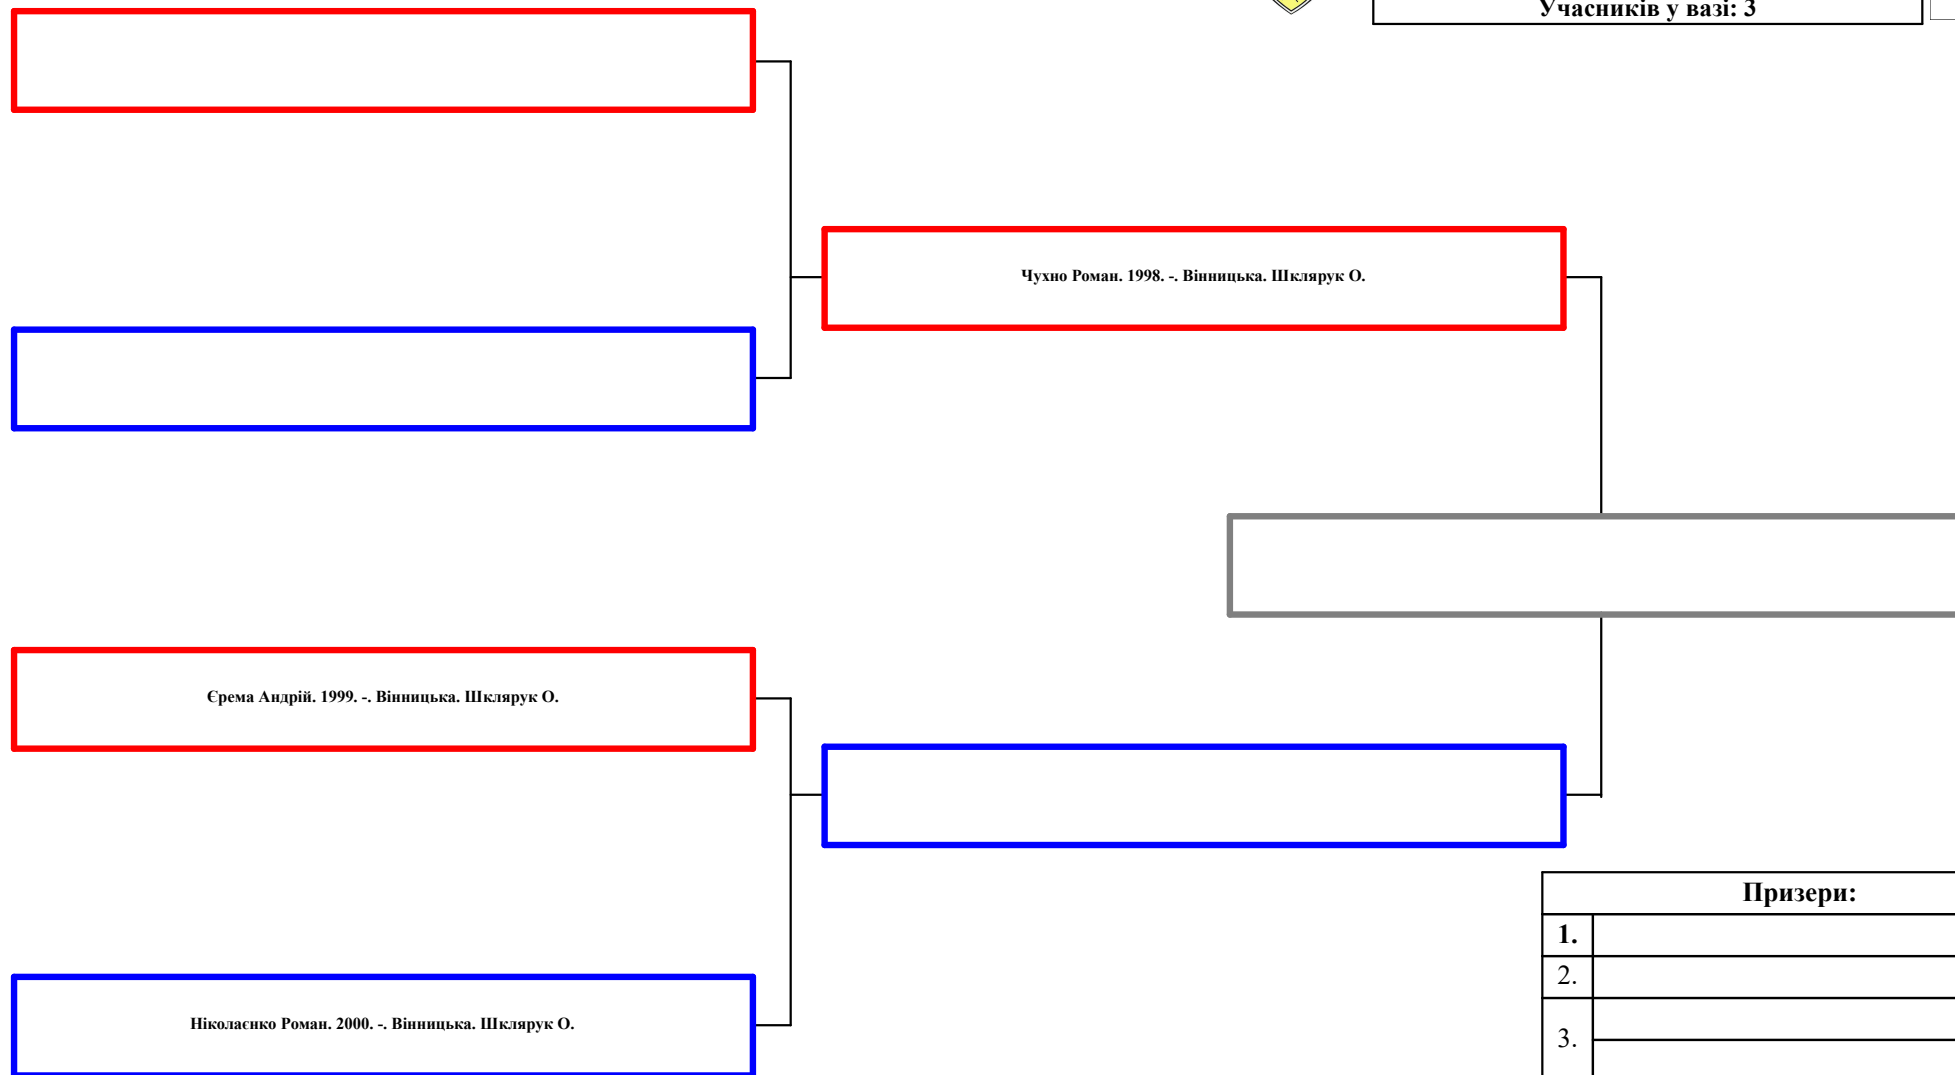 Учасників у вазі: 3
Чухно Роман. 1998. -. Вінницька. Шклярук О.
Єрема Андрій. 1999. -. Вінницька. Шклярук О.
Ніколаєнко Роман. 2000. -. Вінницька. Шклярук О.
Призери:
1.
2.
3.